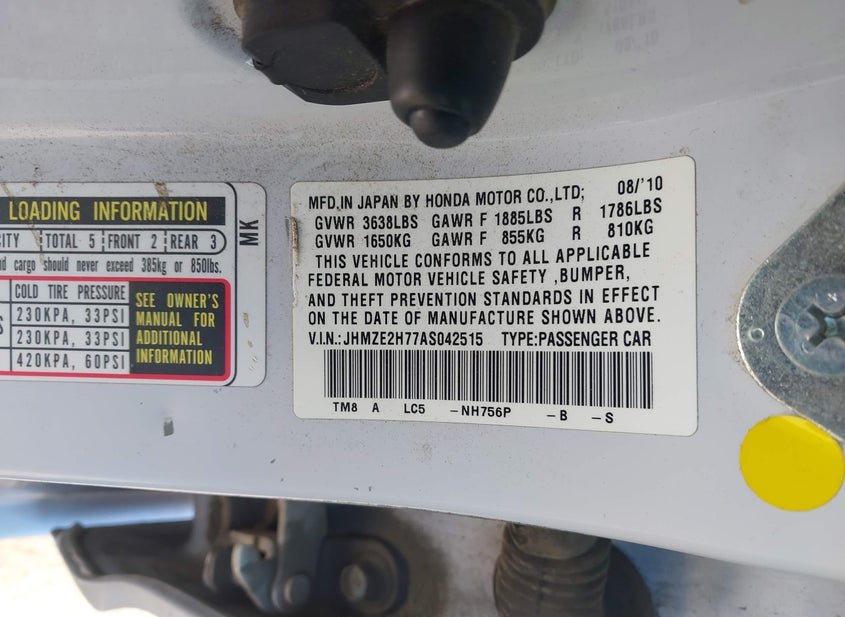 LOADING INFORMATION
CITY TOTAL 5 FRONT 2 REAR 3
cargo should never exceed 385kg or 850lbs.
COLD TIRE PRESSURE
230KPA, 33PSI
230KPA, 33PSI
420KPA, 60PSI
SEE OWNER'S
MANUAL FOR
ADDITIONAL
INFORMATION
MK
MFD,IN JAPAN BY HONDA MOTOR CO.,LTD; 08/'10
GVWR 3638LBS GAWR F 1885LBS R 1786LBS
GVWR 1650KG GAWR F 855KG R 810KG
THIS VEHICLE CONFORMS TO ALL APPLICABLE
FEDERAL MOTOR VEHICLE SAFETY ,BUMPER,
AND THEFT PREVENTION STANDARDS IN EFFECT
ON THE DATE OF MANUFACTURE SHOWN ABOVE.
V.I.N.:JHMZE2H77AS042515 TYPE:PASSENGER CAR
TM8 A LC5 -NH756P -B -S